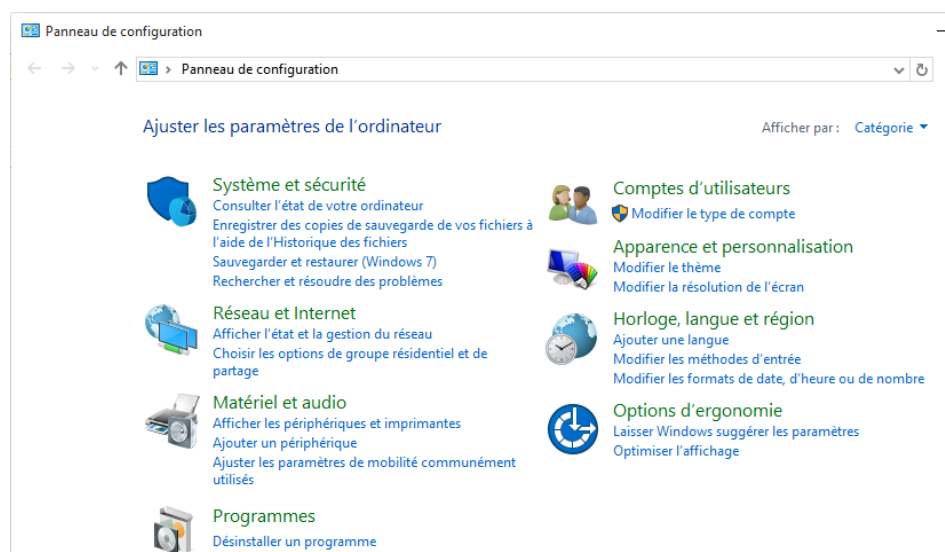 Panneau de configuration
Panneau de configuration
Ajuster les paramètres de l'ordinateur
Afficher par : Catégorie
Système et sécurité
Consulter l'état de votre ordinateur
Enregistrer des copies de sauvegarde de vos fichiers à
l'aide de l'Historique des fichiers
Sauvegarder et restaurer (Windows 7)
Rechercher et résoudre des problèmes
Réseau et Internet
Afficher l'état et la gestion du réseau
Choisir les options de groupe résidentiel et de
partage
Matériel et audio
Afficher les périphériques et imprimantes
Ajouter un périphérique
Ajuster les paramètres de mobilité communément
utilisés
Programmes
Désinstaller un programme
Comptes d'utilisateurs
Modifier le type de compte
Apparence et personnalisation
Modifier le thème
Modifier la résolution de l'écran
Horloge, langue et région
Ajouter une langue
Modifier les méthodes d'entrée
Modifier les formats de date, d'heure ou de nombre
Options d'ergonomie
Laisser Windows suggérer les paramètres
Optimiser l'affichage